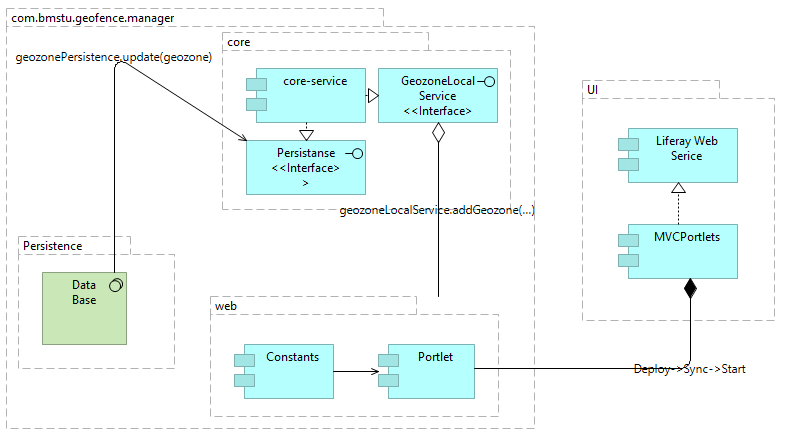 com.bmstu.geofence.manager
core
geozonePersistence.update(geozone)
core-service
GeozoneLocal
Service
<<Interface>
UI
Liferay Web
Serice
Persistanse
<<Interface>
>
geozoneLocalService.addGeozone(...)
MVCPortlets
Persistence
Data
Base
web
Constants
Portlet
Deploy->Sync->Start